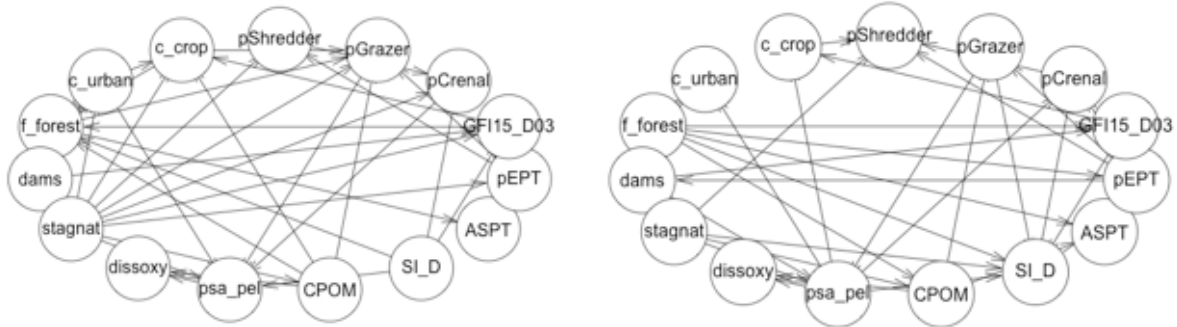 pShredder
c_crop
pGrazer
c_urban
pCrenal
f_forest
GFI15_D03
dams
pEPT
stagnat
ASPT
dissoxy
SI_D
psa_pel
CPOM
pShredder
c_crop
pGrazer
c_urban
pCrenal
f_forest
GFI15_D03
dams
pEPT
stagnat
ASPT
dissoxy
SI_D
psa_pel
CPOM